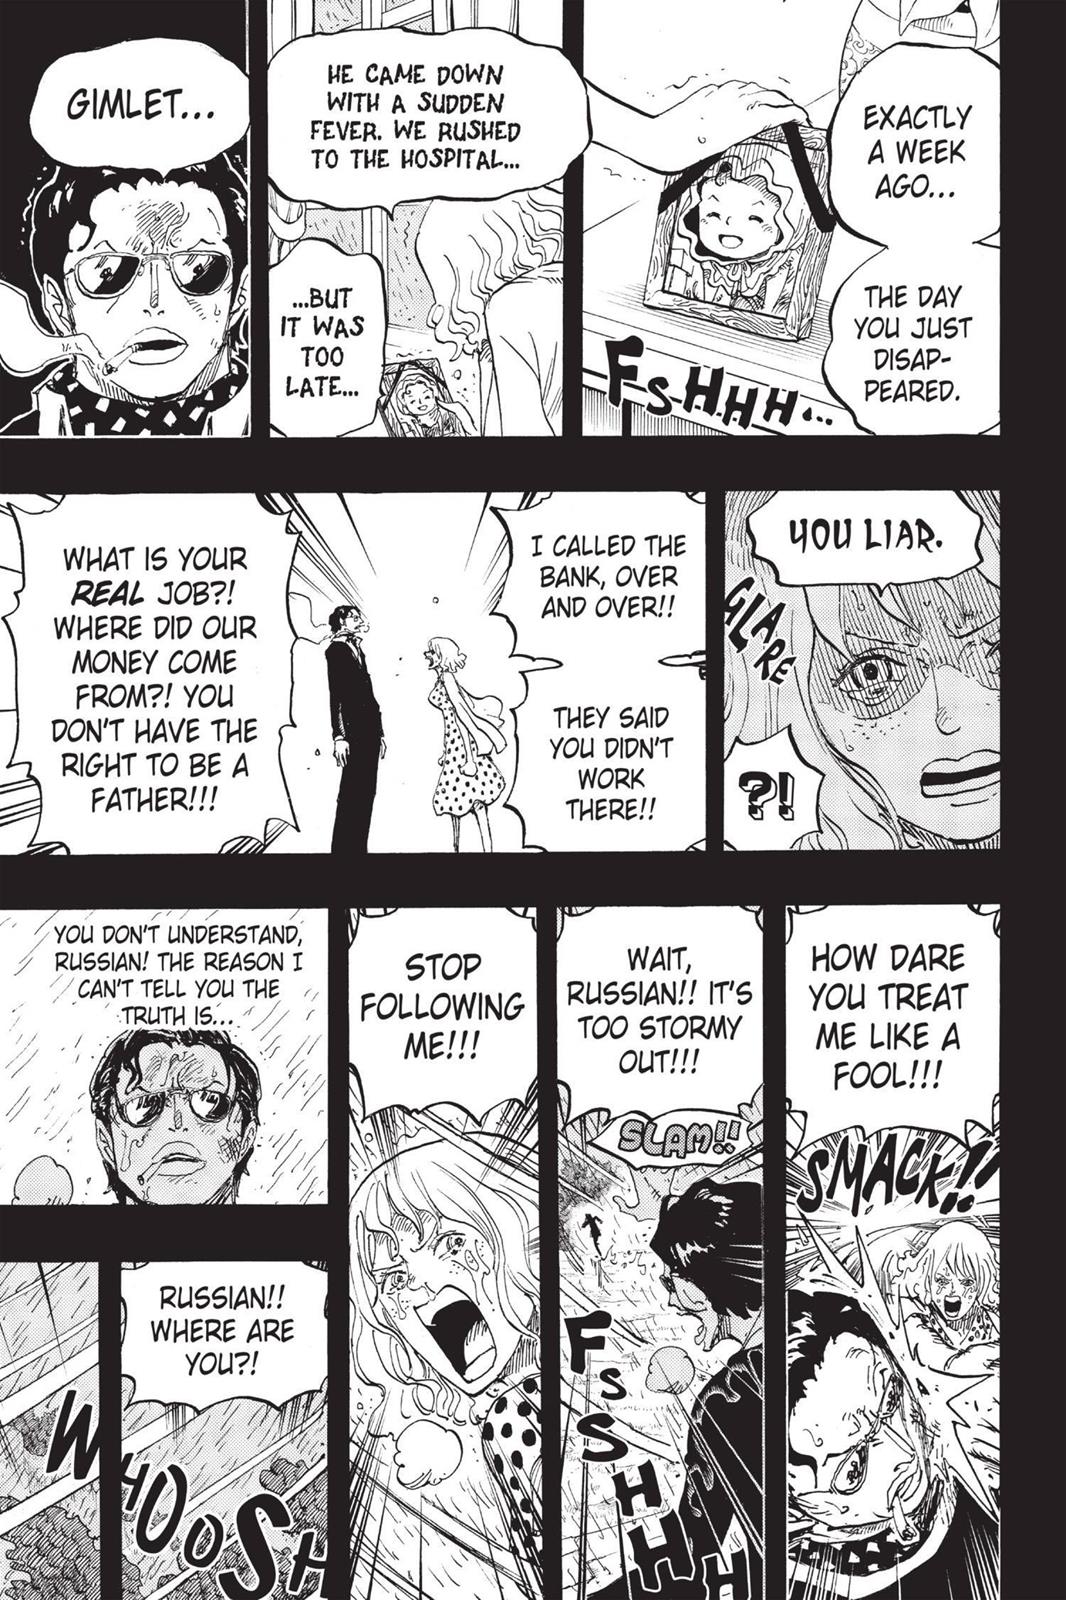 EXACTLY
A WEEK
AGO...
THE DAY
YOU JUST
DISAP-
PEARED.
FSHHH...
HE CAME DOWN
WITH A SUDDEN
FEVER. WE RUSHED
TO THE HOSPITAL...
...BUT
IT WAS
TOO
LATE...
GIMLET...
YOU LIAR.
GLARE
?!
I CALLED THE
BANK, OVER
AND OVER!!
THEY SAID
YOU DIDN'T
WORK
THERE!!
WHAT IS YOUR
REAL JOB?!
WHERE DID OUR
MONEY COME
FROM?! YOU
DON'T HAVE THE
RIGHT TO BE A
FATHER!!!
HOW DARE
YOU TREAT
ME LIKE A
FOOL!!!
SMACK!!
WAIT,
RUSSIAN!! IT'S
TOO STORMY
OUT!!!
SLAM!!
FSSHHH
STOP
FOLLOWING
ME!!!
YOU DON'T UNDERSTAND,
RUSSIAN! THE REASON I
CAN'T TELL YOU THE
TRUTH IS...
RUSSIAN!!
WHERE ARE
YOU?!
WHOOSH